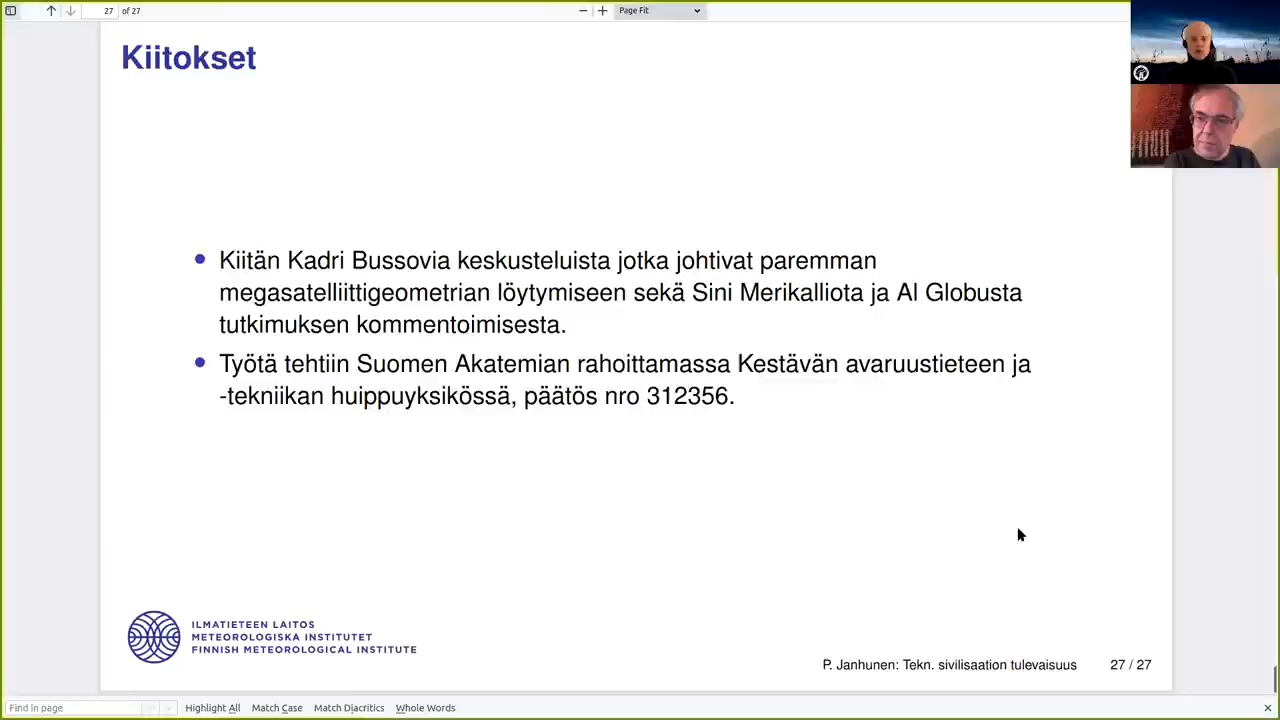 27 of 27
Page Fit
Kiitokset
Kiitän Kadri Bussovia keskusteluista jotka johtivat paremman
megasatelliittigeometrian löytymiseen sekä Sini Merikalliota ja Al Globusta
tutkimuksen kommentoimisesta.
Työtä tehtiin Suomen Akatemian rahoittamassa Kestävän avaruustieteen ja
-tekniikan huippuyksikössä, päätös nro 312356.
ILMATIETEEN LAITOS
METEOROLOGISKA INSTITUTET
FINNISH METEOROLOGICAL INSTITUTE
P. Janhunen: Tekn. sivilisaation tulevaisuus 27 / 27
Find in page Highlight All Match Case Match Diacritics Whole Words